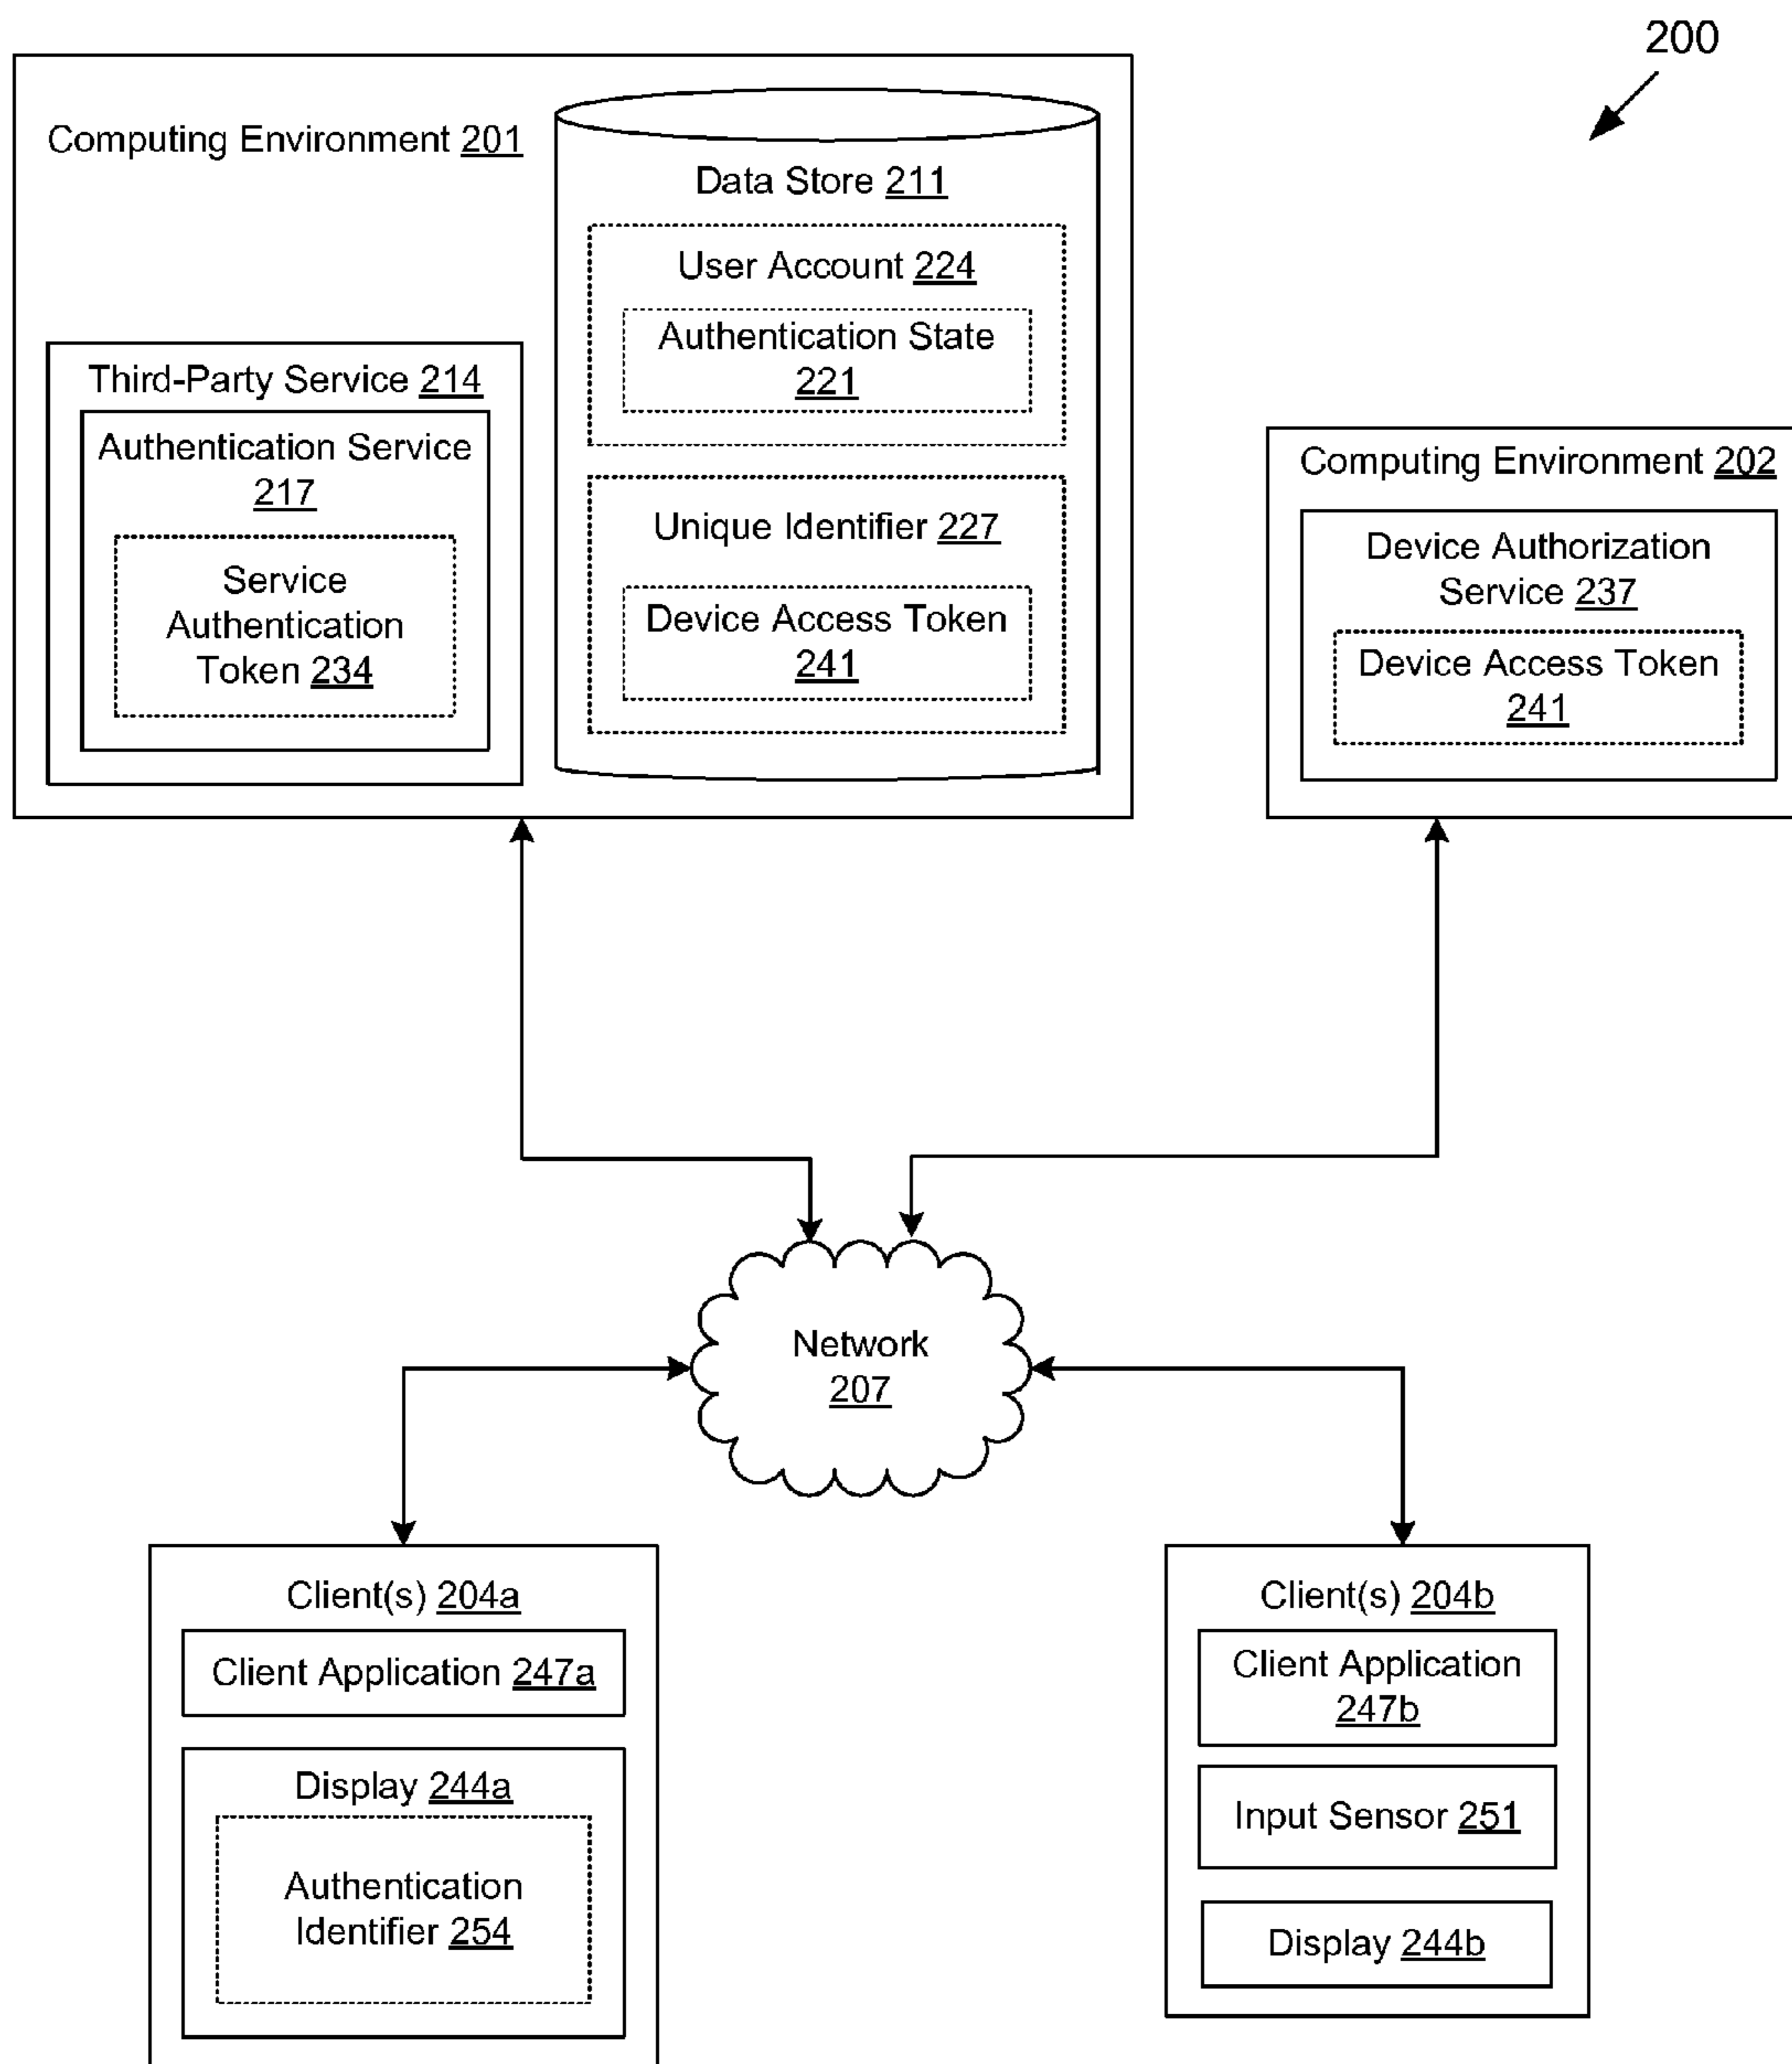 200
Computing Environment 201
Data Store 211
User Account 224
Authentication State
221
Unique Identifier 227
Device Access Token
241
Third-Party Service 214
Authentication Service
217
Service
Authentication
Token 234
Computing Environment 202
Device Authorization
Service 237
Device Access Token
241
Network
207
Client(s) 204a
Client Application 247a
Display 244a
Authentication
Identifier 254
Client(s) 204b
Client Application
247b
Input Sensor 251
Display 244b